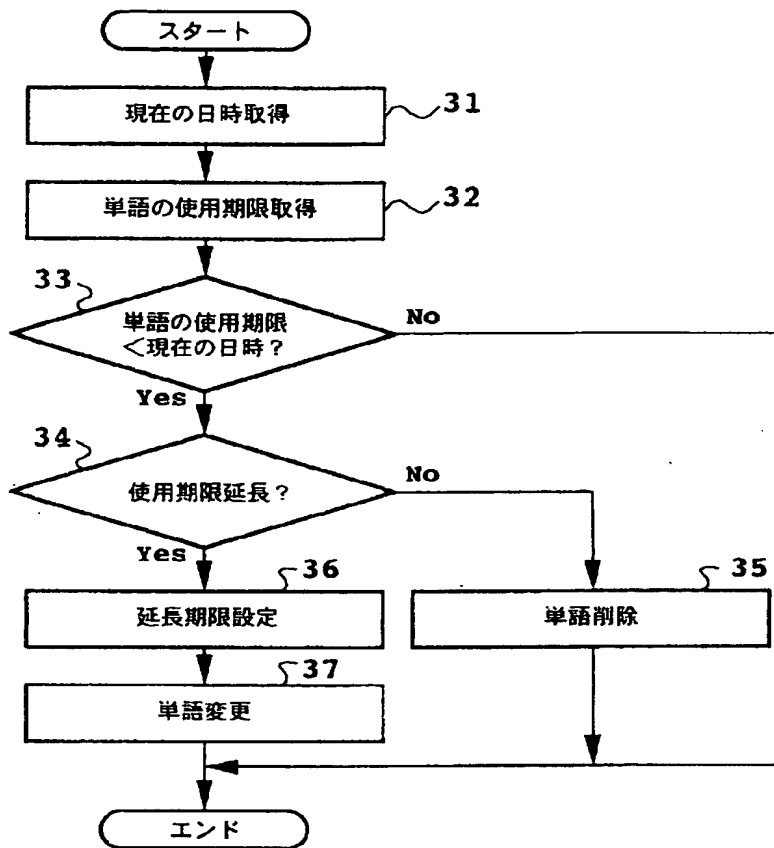 スタート
現在の日時取得
31
単語の使用期限取得
32
33
単語の使用期限
<現在の日時?
No
Yes
34
使用期限延長?
No
Yes
36
延長期限設定
35
単語削除
37
単語変更
エンド